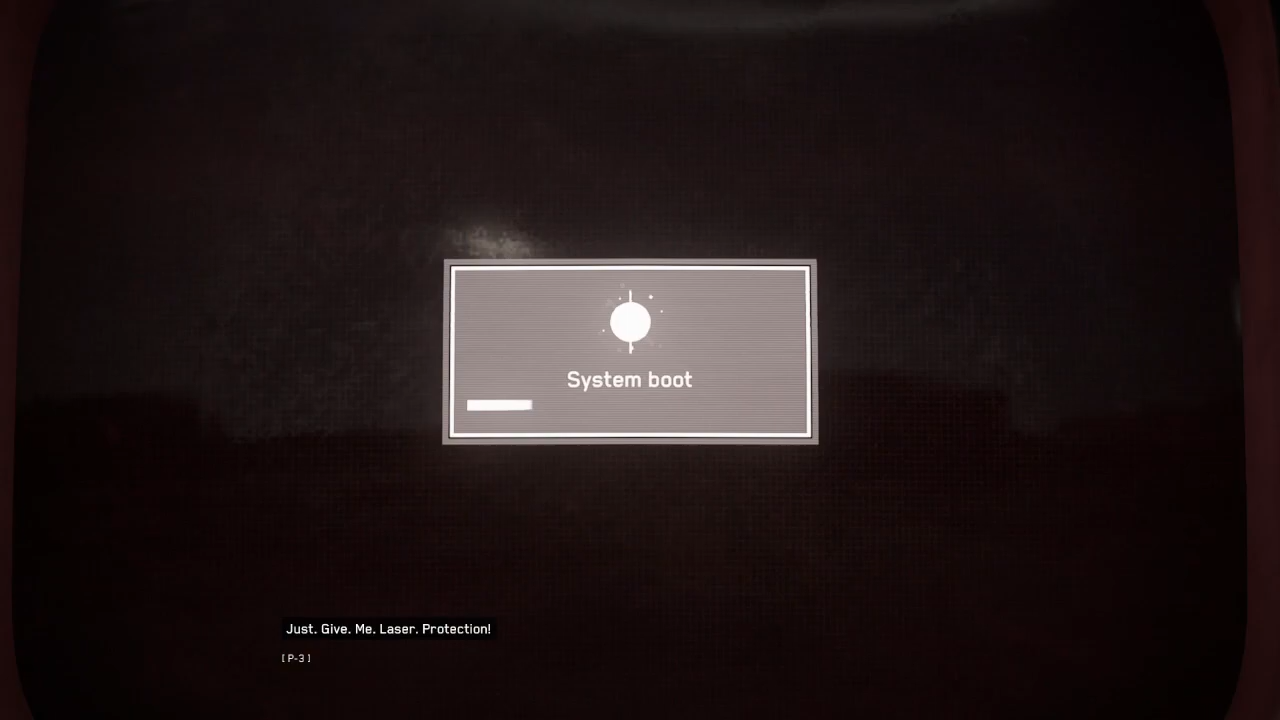 System boot
Just. Give. Me. Laser. Protection!
[ P-3 ]